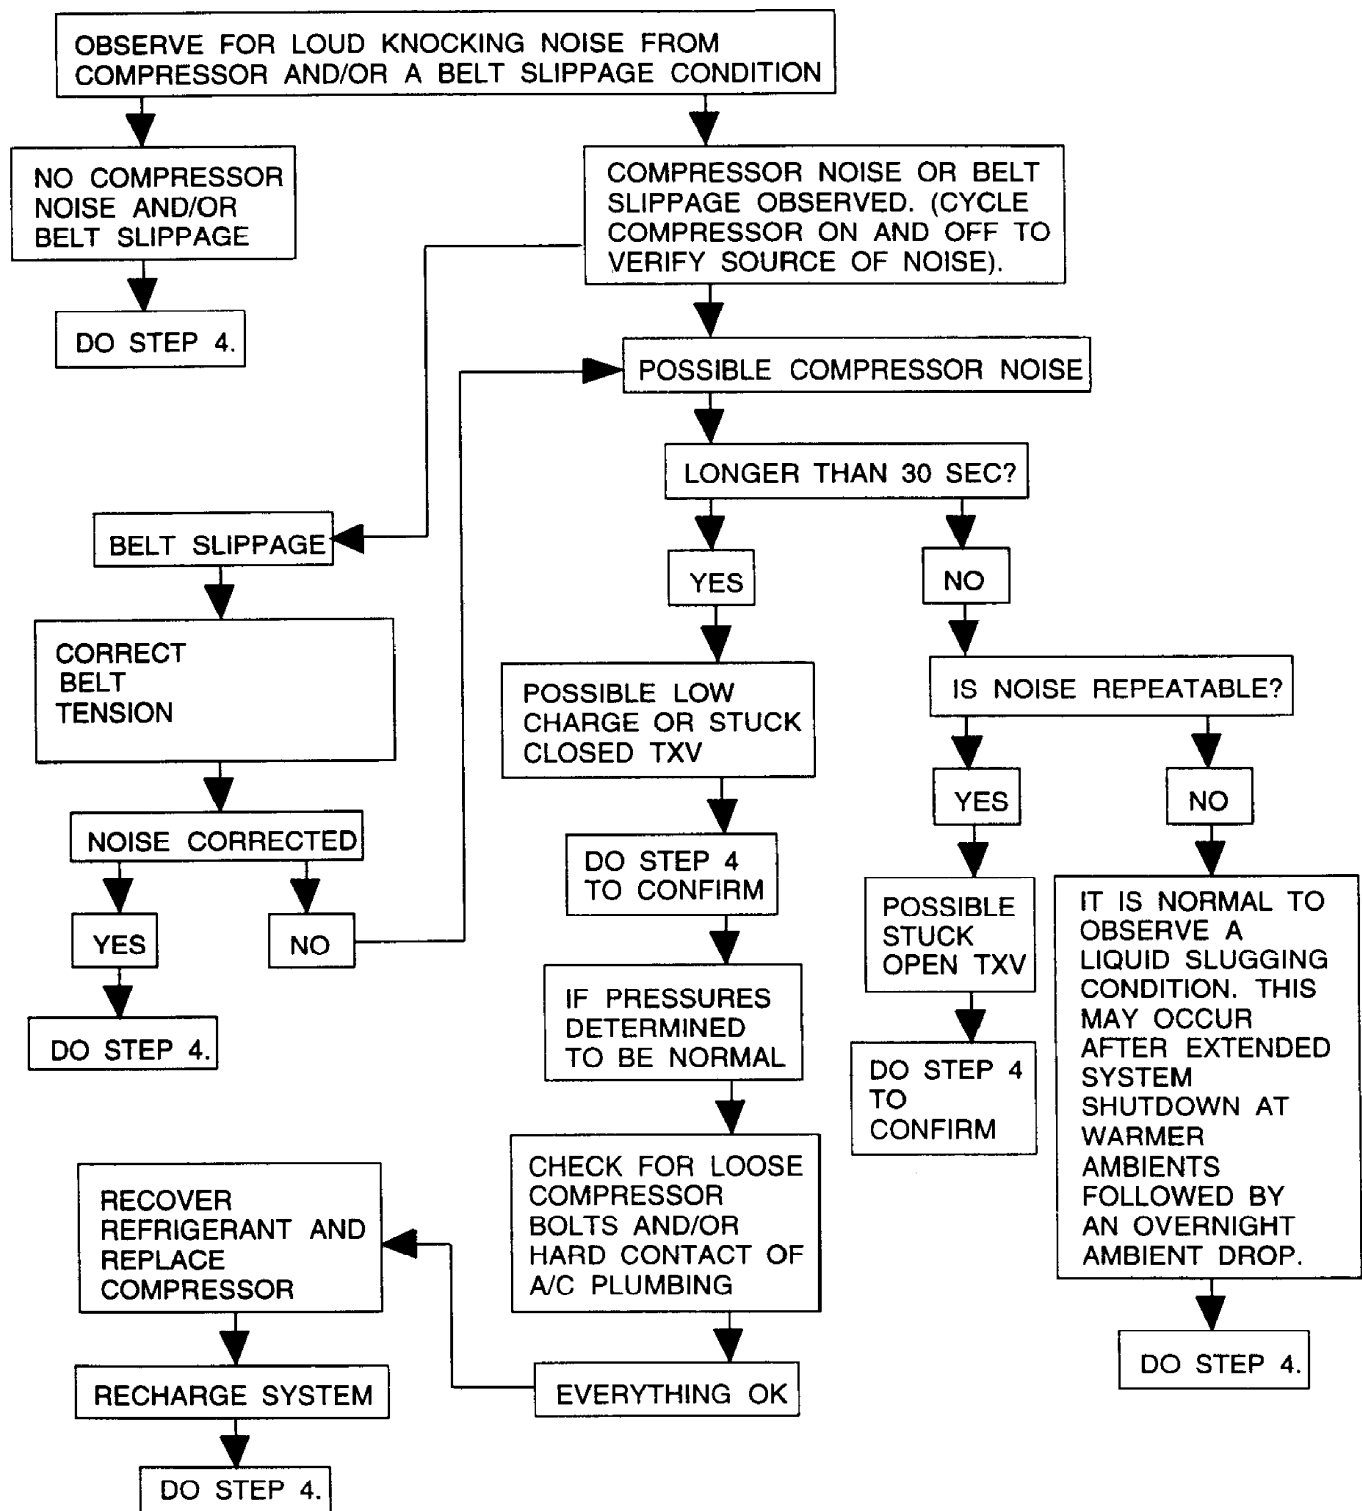 OBSERVE FOR LOUD KNOCKING NOISE FROM
COMPRESSOR AND/OR A BELT SLIPPAGE CONDITION
NO COMPRESSOR
NOISE AND/OR
BELT SLIPPAGE
DO STEP 4.
COMPRESSOR NOISE OR BELT
SLIPPAGE OBSERVED. (CYCLE
COMPRESSOR ON AND OFF TO
VERIFY SOURCE OF NOISE).
POSSIBLE COMPRESSOR NOISE
LONGER THAN 30 SEC?
BELT SLIPPAGE
CORRECT
BELT
TENSION
NOISE CORRECTED
YES
NO
DO STEP 4.
YES
POSSIBLE LOW
CHARGE OR STUCK
CLOSED TXV
DO STEP 4
TO CONFIRM
IF PRESSURES
DETERMINED
TO BE NORMAL
CHECK FOR LOOSE
COMPRESSOR
BOLTS AND/OR
HARD CONTACT OF
A/C PLUMBING
EVERYTHING OK
RECOVER
REFRIGERANT AND
REPLACE
COMPRESSOR
RECHARGE SYSTEM
DO STEP 4.
NO
IS NOISE REPEATABLE?
YES
POSSIBLE
STUCK
OPEN TXV
DO STEP 4
TO
CONFIRM
NO
IT IS NORMAL TO
OBSERVE A
LIQUID SLUGGING
CONDITION. THIS
MAY OCCUR
AFTER EXTENDED
SYSTEM
SHUTDOWN AT
WARMER
AMBIENTS
FOLLOWED BY
AN OVERNIGHT
AMBIENT DROP.
DO STEP 4.